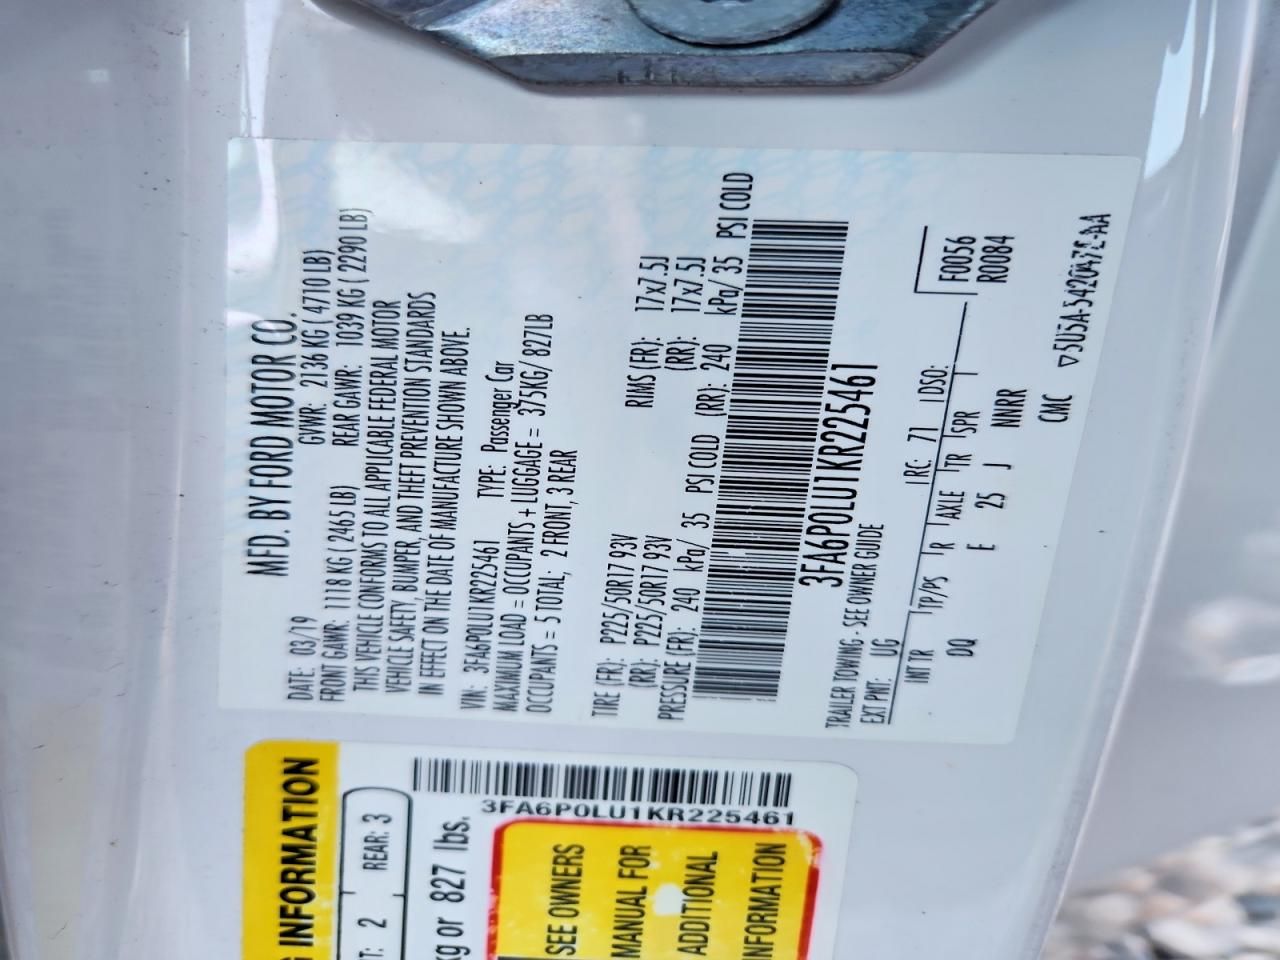 MFD. BY FORD MOTOR CO.
DATE: 03/19 GVWR: 2136 KG ( 4710 LB)
FRONT GAWR: 1118 KG ( 2465 LB) REAR GAWR: 1039 KG ( 2290 LB)
THIS VEHICLE CONFORMS TO ALL APPLICABLE FEDERAL MOTOR
VEHICLE SAFETY, BUMPER, AND THEFT PREVENTION STANDARDS
IN EFFECT ON THE DATE OF MANUFACTURE SHOWN ABOVE.
VIN: 3FA6P0LU1KR225461 TYPE: Passenger Car
MAXIMUM LOAD = OCCUPANTS + LUGGAGE = 375KG/ 827LB
OCCUPANTS = 5 TOTAL; 2 FRONT, 3 REAR
TIRE (FR): P225/50R17 93V RIMS (FR): 17x7.5J
(RR): P225/50R17 93V (RR): 17x7.5J
PRESSURE (FR): 240 kPa/ 35 PSI COLD (RR): 240 kPa/ 35 PSI COLD
3FA6P0LU1KR225461
TRAILER TOWING - SEE OWNER GUIDE
EXT PNT: UG RC: 71 DSO: F0056
R0084
INT TR TP/PS R AXLE TR SPR
DQ E 25 J NNRR
CMC
INFORMATION
2 REAR: 3
kg or 827 lbs.
3FA6P0LU1KR225461
SEE OWNERS
MANUAL FOR
ADDITIONAL
INFORMATION